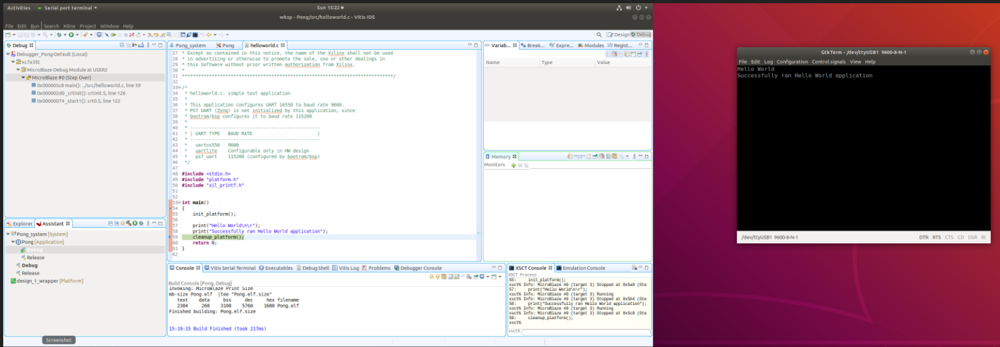 Activities Serial port terminal
Sun 15:22
wksp - Pong/src/helloworld.c - Vitis IDE
File Edit Run Search Xilinx Project Window Help
Design Debug
Debug
Debugger_Pong-Default (Local)
xc7a35t
MicroBlaze Debug Module at USER2
MicroBlaze #0 (Step Over)
0x000005c8 main(): ../src/helloworld.c, line 59
0x000002d0 _crtinit(): crtinit.S, line 126
0x00000074 _start1(): crt0.S, line 122
Explorer Assistant
Pong_system [System]
Pong [Application]
Debug
Release
Debug
Release
design_1_wrapper [Platform]
Screenshot
Pong_system Pong helloworld.c
27 * Except as contained in this notice, the name of the Xilinx shall not be used
28 * in advertising or otherwise to promote the sale, use or other dealings in
29 * this Software without prior written authorization from Xilinx.
30 *
31 ******************************************************************************/
32
33 /*
34 * helloworld.c: simple test application
35 *
36 * This application configures UART 16550 to baud rate 9600.
37 * PS7 UART (Zynq) is not initialized by this application, since
38 * bootrom/bsp configures it to baud rate 115200
39 *
40 * ------------------------------------------------
41 * | UART TYPE   BAUD RATE                        |
42 * ------------------------------------------------
43 *   uartns550   9600
44 *   uartlite    Configurable only in HW design
45 *   ps7_uart    115200 (configured by bootrom/bsp)
46 */
47
48 #include <stdio.h>
49 #include "platform.h"
50 #include "xil_printf.h"
51
52
53 int main()
54 {
55     init_platform();
56
57     print("Hello World\n\r");
58     print("Successfully ran Hello World application");
59     cleanup_platform();
60     return 0;
61 }
62
Console Vitis Serial Terminal Executables Debug Shell Vitis Log Problems Debugger Console
Build Console [Pong, Debug]
Invoking: MicroBlaze Print Size
mb-size Pong.elf  |tee "Pong.elf.size"
text data bss dec hex filename
2384 268 3108 5760 1680 Pong.elf
Finished building: Pong.elf.size
15:19:15 Build Finished (took 217ms)
Variab... Break... Expre... Modules Regist...
Name Type Value
Memory
Monitors
XSCT Console Emulation Console
XSCT Process
55:     init_platform();
xsct% Info: MicroBlaze #0 (target 3) Stopped at 0x5a0 (Ste
57:     print("Hello World\n\r");
xsct% Info: MicroBlaze #0 (target 3) Running
xsct% Info: MicroBlaze #0 (target 3) Stopped at 0x5b4 (Ste
58:     print("Successfully ran Hello World application");
xsct% Info: MicroBlaze #0 (target 3) Running
xsct% Info: MicroBlaze #0 (target 3) Stopped at 0x5c8 (Ste
59:     cleanup_platform();
xsct%
xsct%
GtkTerm - /dev/ttyUSB1 9600-8-N-1
File Edit Log Configuration Control signals View Help
Hello World
Successfully ran Hello World application
/dev/ttyUSB1 9600-8-N-1
DTR RTS CTS CD DSR RI